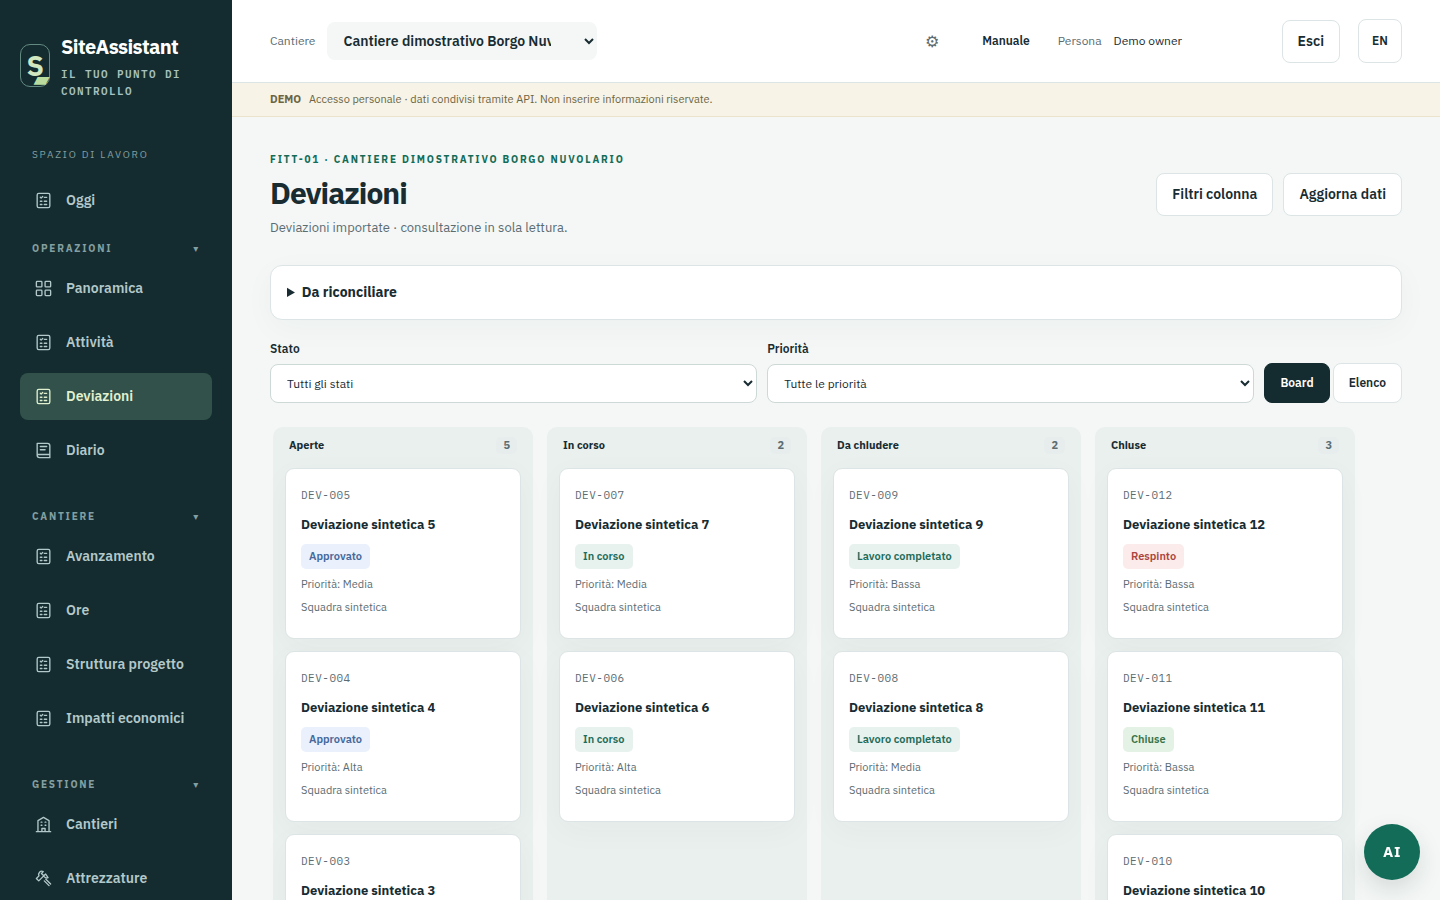 S
SiteAssistant
IL TUO PUNTO DI
CONTROLLO
SPAZIO DI LAVORO
Oggi
OPERAZIONI
Panoramica
Attività
Deviazioni
Diario
CANTIERE
Avanzamento
Ore
Struttura progetto
Impatti economici
GESTIONE
Cantieri
Attrezzature
Cantiere
Cantiere dimostrativo Borgo Nuv
Manuale
Persona
Demo owner
Esci
EN
DEMO Accesso personale · dati condivisi tramite API. Non inserire informazioni riservate.
FITT-01 · CANTIERE DIMOSTRATIVO BORGO NUVOLARIO
Deviazioni
Deviazioni importate · consultazione in sola lettura.
Filtri colonna
Aggiorna dati
Da riconciliare
Stato
Tutti gli stati
Priorità
Tutte le priorità
Board
Elenco
Aperte 5
DEV-005
Deviazione sintetica 5
Approvato
Priorità: Media
Squadra sintetica
DEV-004
Deviazione sintetica 4
Approvato
Priorità: Alta
Squadra sintetica
DEV-003
Deviazione sintetica 3
In corso 2
DEV-007
Deviazione sintetica 7
In corso
Priorità: Media
Squadra sintetica
DEV-006
Deviazione sintetica 6
In corso
Priorità: Alta
Squadra sintetica
Da chiudere 2
DEV-009
Deviazione sintetica 9
Lavoro completato
Priorità: Bassa
Squadra sintetica
DEV-008
Deviazione sintetica 8
Lavoro completato
Priorità: Media
Squadra sintetica
Chiuse 3
DEV-012
Deviazione sintetica 12
Respinto
Priorità: Bassa
Squadra sintetica
DEV-011
Deviazione sintetica 11
Chiuse
Priorità: Bassa
Squadra sintetica
DEV-010
Deviazione sintetica 10
AI